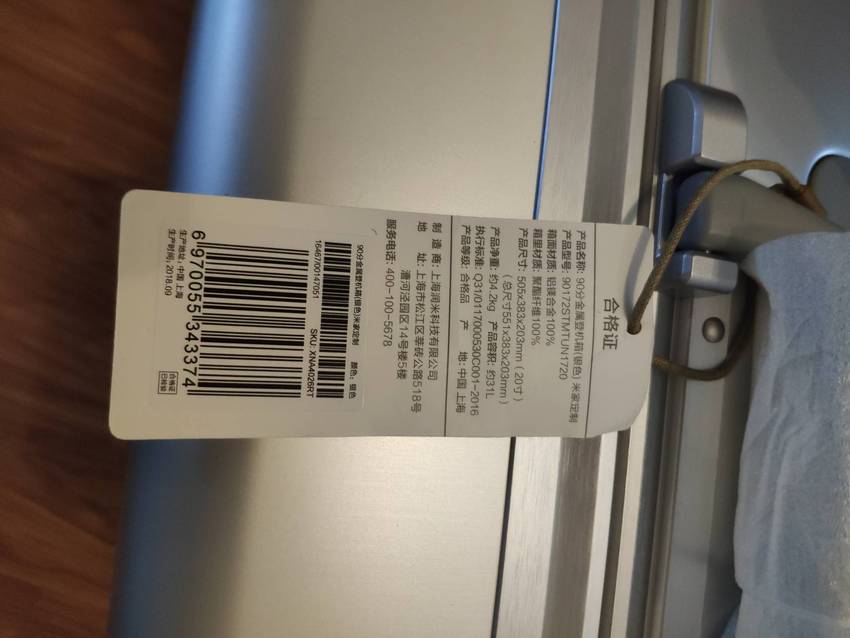 合格证
产品名称: 90分金属登机箱(银色) 米家定制
产品型号: 90172STMTUN1720
箱面材质: 铝镁合金100%
箱里材质: 聚酯纤维100%
产品尺寸: 505x383x203mm（20寸）
（总尺寸551x383x203mm）
产品净重: 约4.2kg 产品容积: 约31L
执行标准: Q31/0117000530C001-2016
产品等级: 合格品 产 地: 中国 上海
制 造 商: 上海润米科技有限公司
地 址: 上海市松江区莘砖公路518号
漕河泾园区14号楼5楼
服务电话: 400-100-5678
90分金属登机箱(银色)米家定制 颜色: 银色
16467/00147051
SKU: XNA4026RT
6 970055 343374
生产地址: 中国 上海
生产时间: 2018.09
合格证
已检验